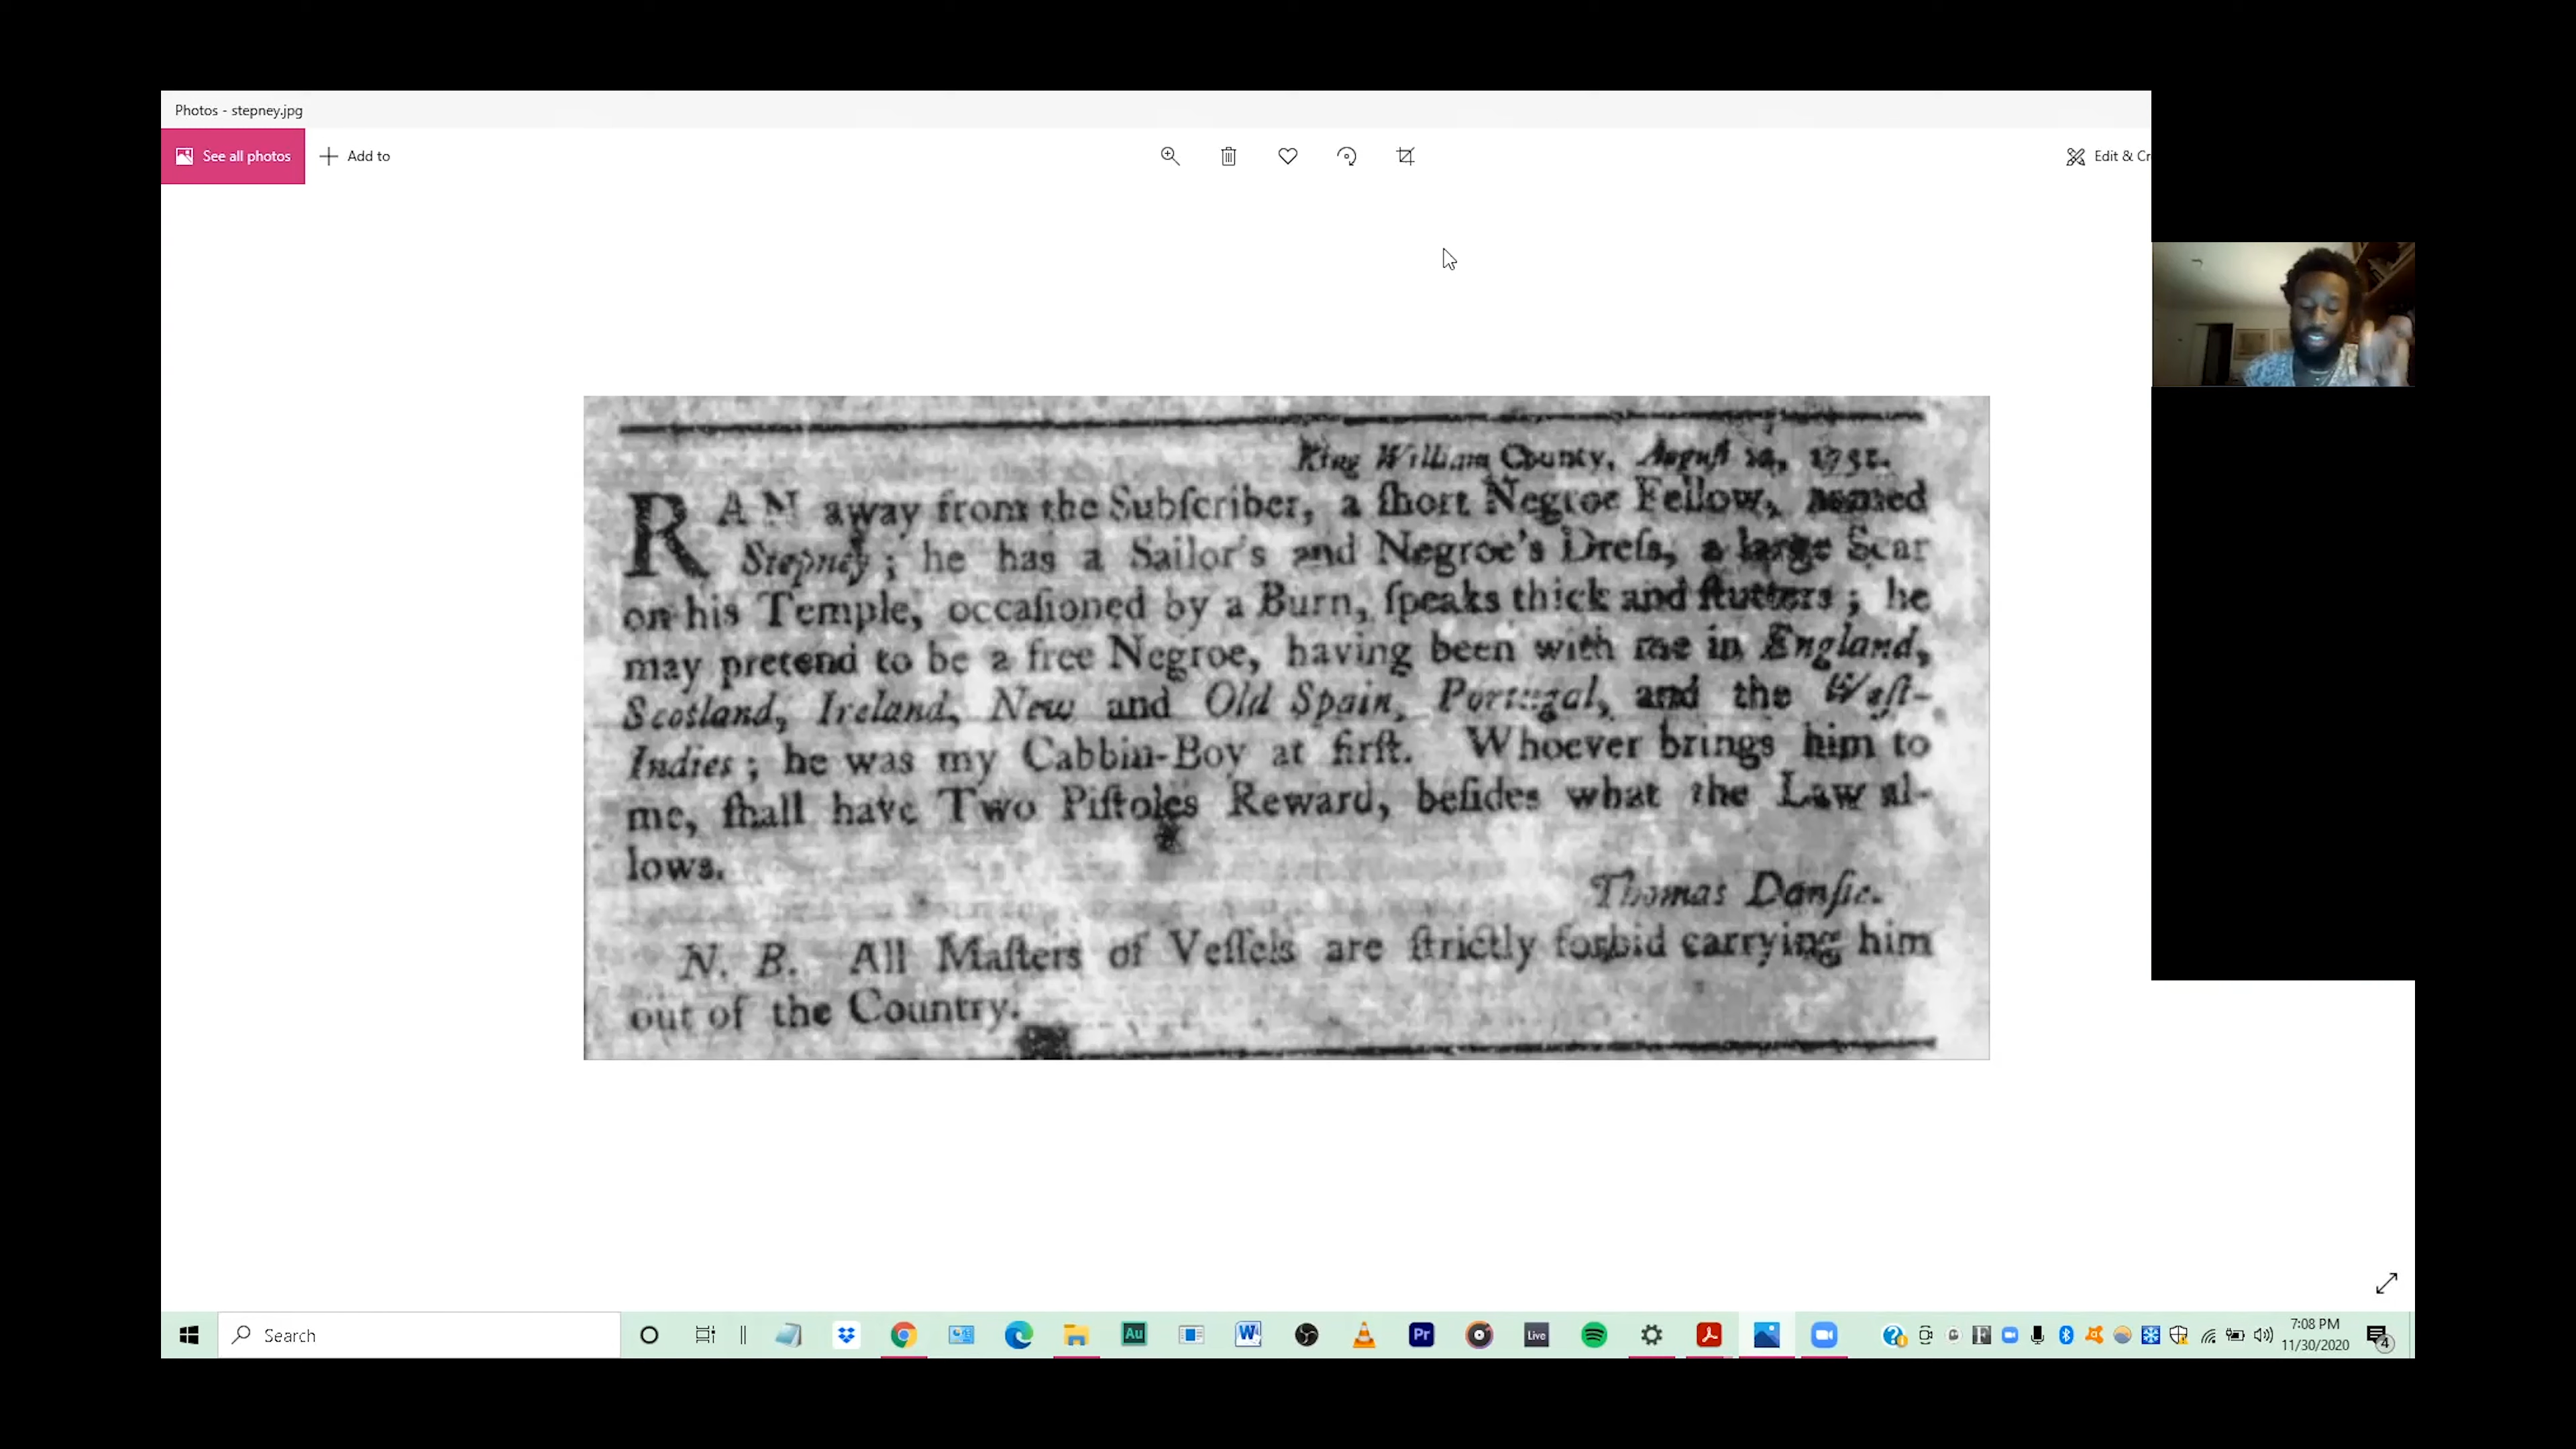 Photos - stepney.jpg
See all photos
Add to
Edit & Cr
King William County, Auguſt 1751.
RAN away from the Subſcriber, a ſhort Negroe Fellow, named
Stepney; he has a Sailor's and Negroe's Dreſs, a large Scar
on his Temple, occaſioned by a Burn, ſpeaks thick and ſtutters; he
may pretend to be a free Negroe, having been with me in England,
Scotland, Ireland, New and Old Spain, Portugal, and the Weſt-
Indies; he was my Cabbin-Boy at firſt. Whoever brings him to
me, ſhall have Two Piſtoles Reward, beſides what the Law al-
lows.
Thomas Danſie.
N. B. All Maſters of Veſſels are ſtrictly forbid carrying him
out of the Country.
Search
Au
W
Pr
Live
7:08 PM
11/30/2020
4